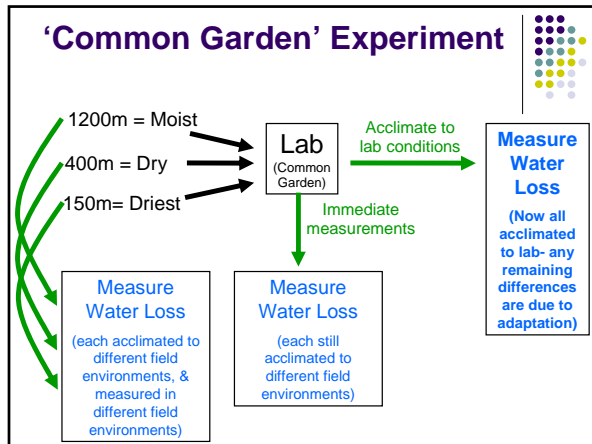 ‘Common Garden’ Experiment
1200m = Moist
400m = Dry
150m= Driest
Lab
(Common
Garden)
Acclimate to
lab conditions
Immediate
measurements
Measure
Water
Loss
(Now all
acclimated
to lab- any
remaining
differences
are due to
adaptation)
Measure
Water Loss
(each acclimated to
different field
environments, &
measured in
different field
environments)
Measure
Water Loss
(each still
acclimated to
different field
environments)